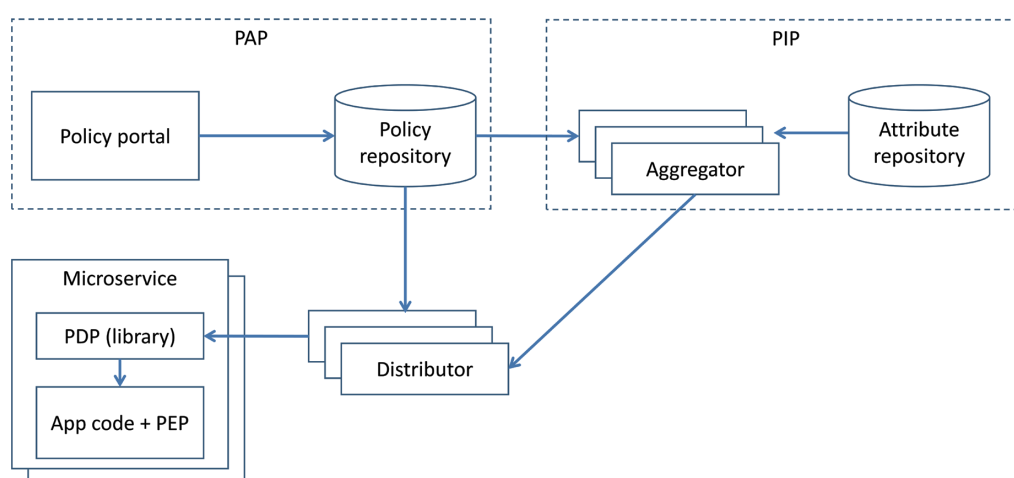 PAP
PIP
Policy portal
Policy
repository
Aggregator
Attribute
repository
Microservice
PDP (library)
App code + PEP
Distributor